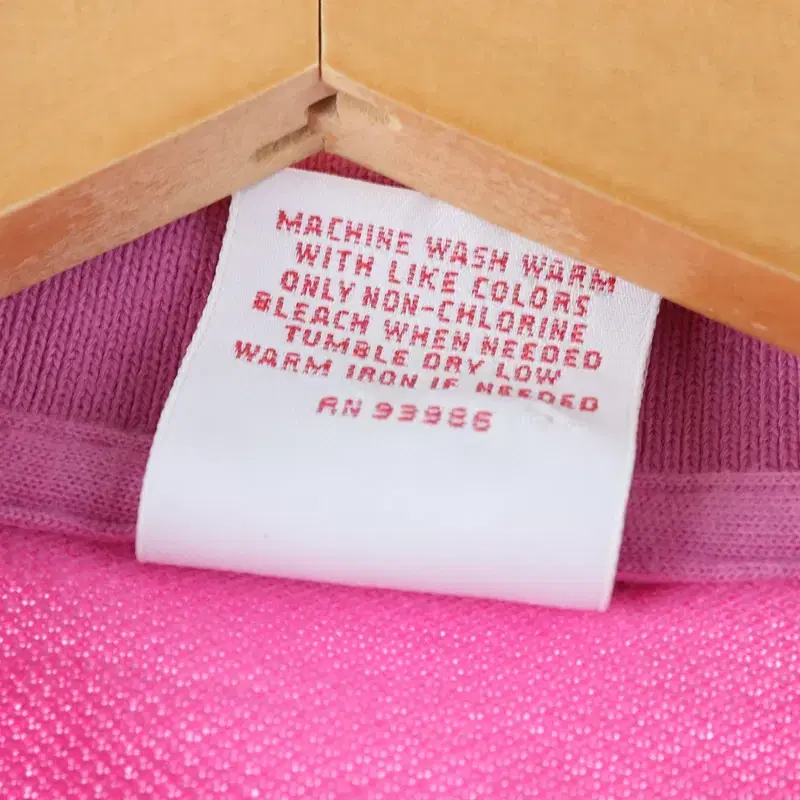 MACHINE WASH WARM
WITH LIKE COLORS
ONLY NON-CHLORINE
BLEACH WHEN NEEDED
TUMBLE DRY LOW
WARM IRON IF NEEDED
RN 93986